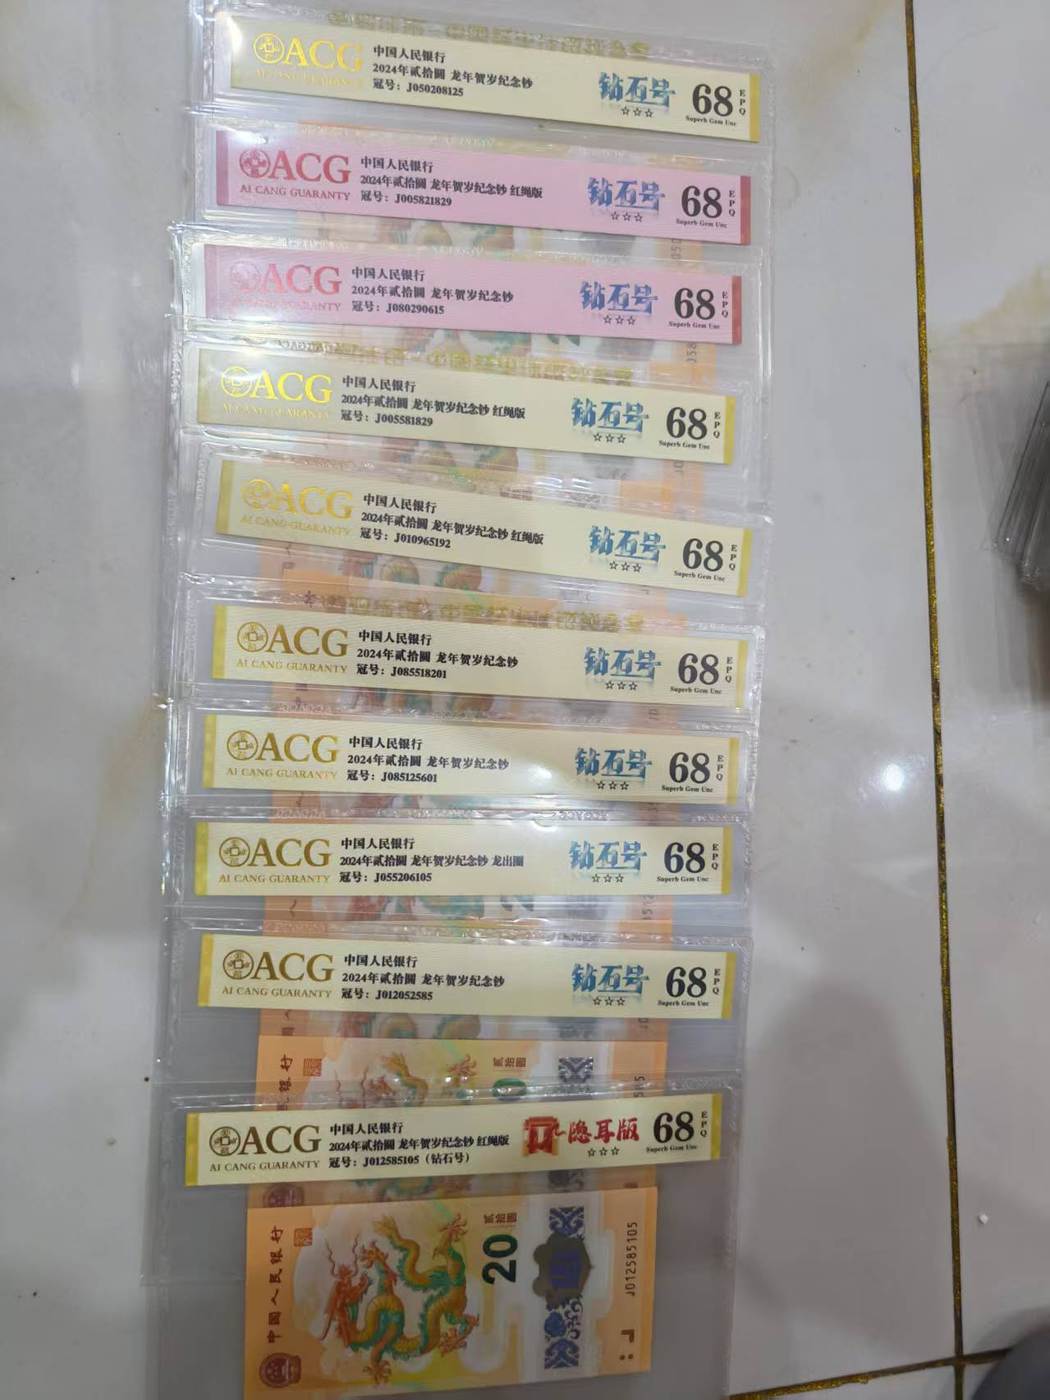 ACG
AI CANG GUARANTY
中国人民银行
2024年贰拾圆 龙年贺岁纪念钞
冠号：J050208125
钻石号
☆☆☆
68
EPQ
Superb Gem Unc
ACG
AI CANG GUARANTY
中国人民银行
2024年贰拾圆 龙年贺岁纪念钞 红绳版
冠号：J005821829
钻石号
☆☆☆
68
EPQ
Superb Gem Unc
ACG
AI CANG GUARANTY
中国人民银行
2024年贰拾圆 龙年贺岁纪念钞
冠号：J080290615
钻石号
☆☆☆
68
EPQ
Superb Gem Unc
ACG
AI CANG GUARANTY
中国人民银行
2024年贰拾圆 龙年贺岁纪念钞 红绳版
冠号：J005581829
钻石号
☆☆☆
68
EPQ
Superb Gem Unc
ACG
AI CANG GUARANTY
中国人民银行
2024年贰拾圆 龙年贺岁纪念钞 红绳版
冠号：J010965192
钻石号
☆☆☆
68
EPQ
Superb Gem Unc
ACG
AI CANG GUARANTY
中国人民银行
2024年贰拾圆 龙年贺岁纪念钞
冠号：J085518201
钻石号
☆☆☆
68
EPQ
Superb Gem Unc
ACG
AI CANG GUARANTY
中国人民银行
2024年贰拾圆 龙年贺岁纪念钞
冠号：J085125601
钻石号
☆☆☆
68
EPQ
Superb Gem Unc
ACG
AI CANG GUARANTY
中国人民银行
2024年贰拾圆 龙年贺岁纪念钞 龙出圈
冠号：J055206105
钻石号
☆☆☆
68
EPQ
Superb Gem Unc
ACG
AI CANG GUARANTY
中国人民银行
2024年贰拾圆 龙年贺岁纪念钞
冠号：J012052585
钻石号
☆☆☆
68
EPQ
Superb Gem Unc
贰拾圆
ACG
AI CANG GUARANTY
中国人民银行
2024年贰拾圆 龙年贺岁纪念钞 红绳版
冠号：J012585105（钻石号）
隐耳版
☆☆☆
68
EPQ
Superb Gem Unc
中国人民银行
贰拾圆
20
J012585105